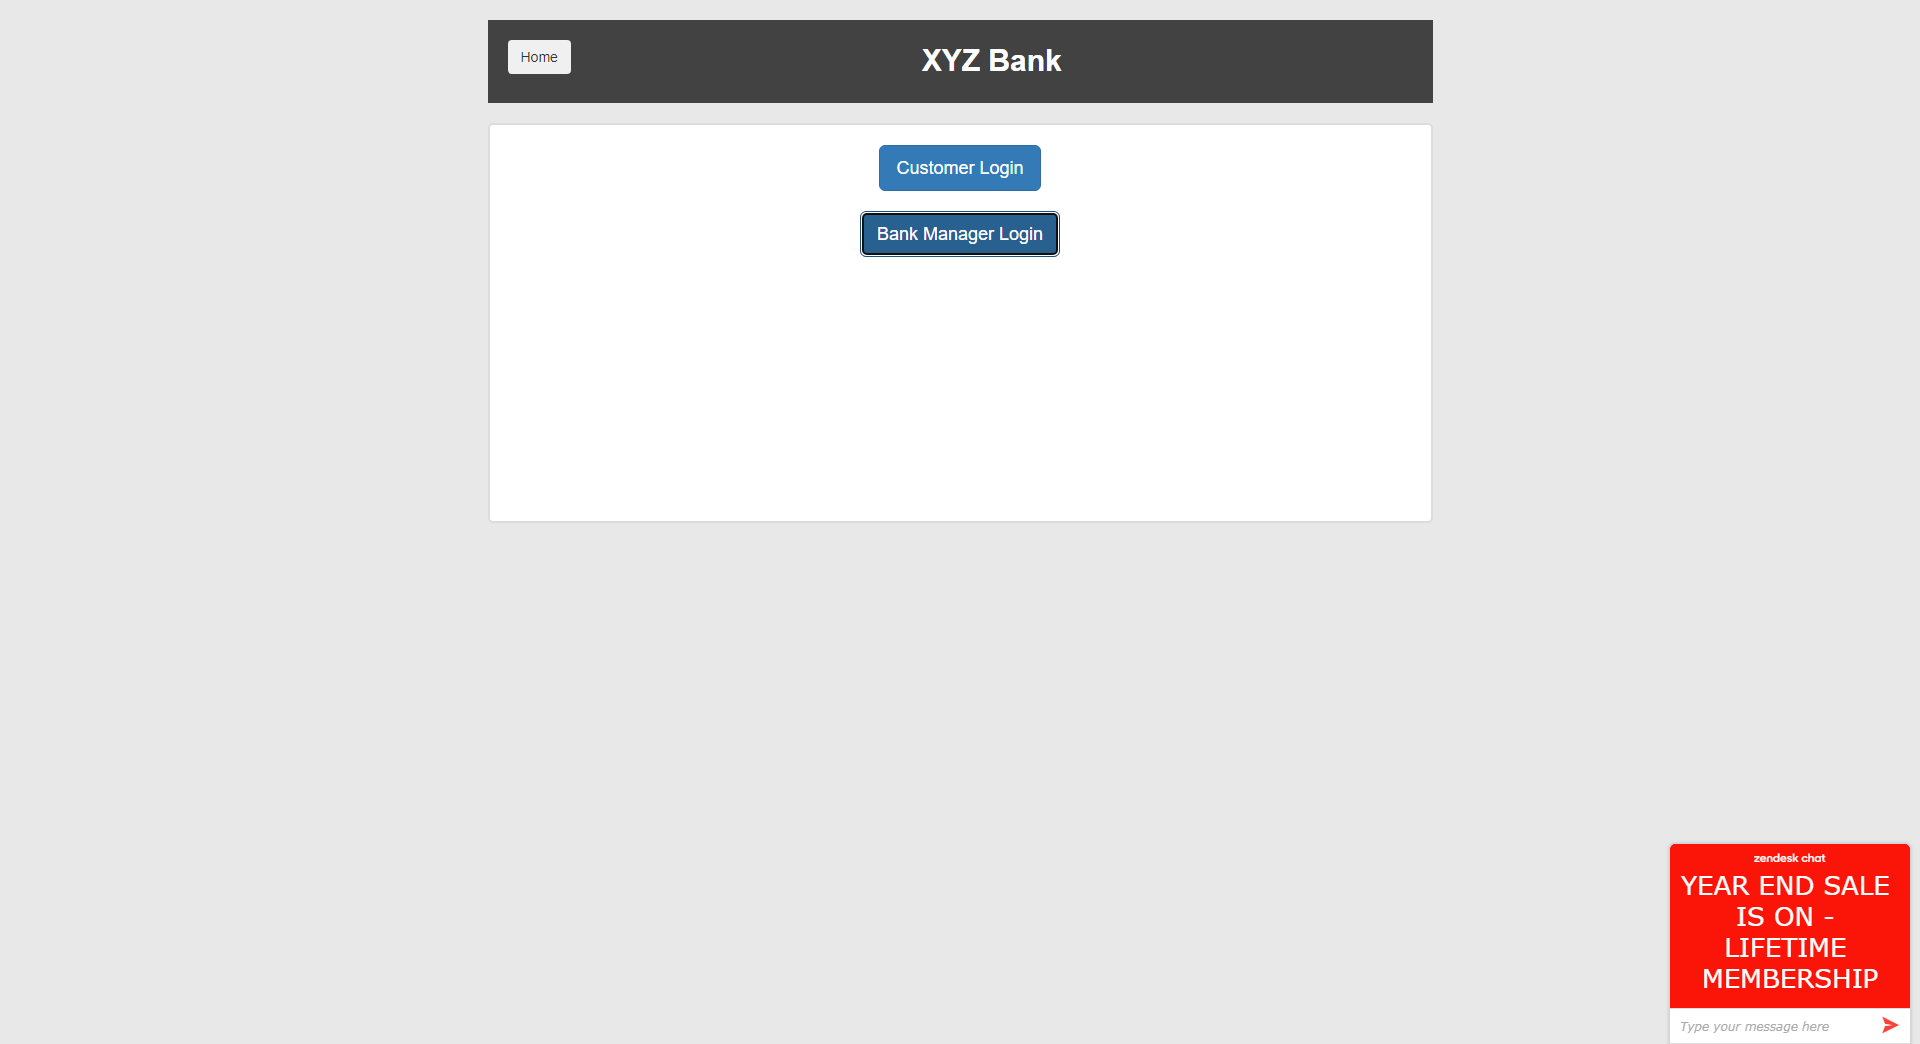 Home
XYZ Bank
Customer Login
Bank Manager Login
zendesk chat
YEAR END SALE
IS ON -
LIFETIME
MEMBERSHIP
Type your message here